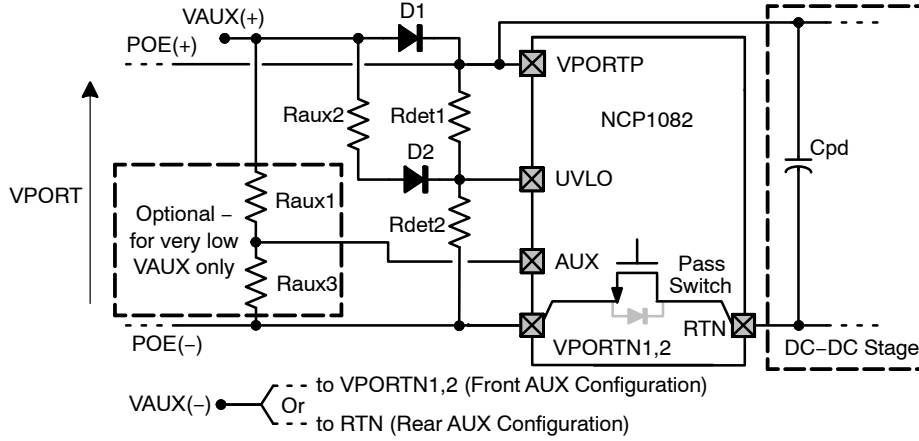 D1
VAUX(+)
POE(+)
VPORTP
Raux2
Rdet1
NCP1082
Cpd
D2
UVLO
VPORT
Raux1
Optional –
for very low
VAUX only
Rdet2
AUX
Pass
Switch
Raux3
RTN
POE(–)
VPORTN1,2
DC–DC Stage
to VPORTN1,2 (Front AUX Configuration)
VAUX(–)
Or
to RTN (Rear AUX Configuration)